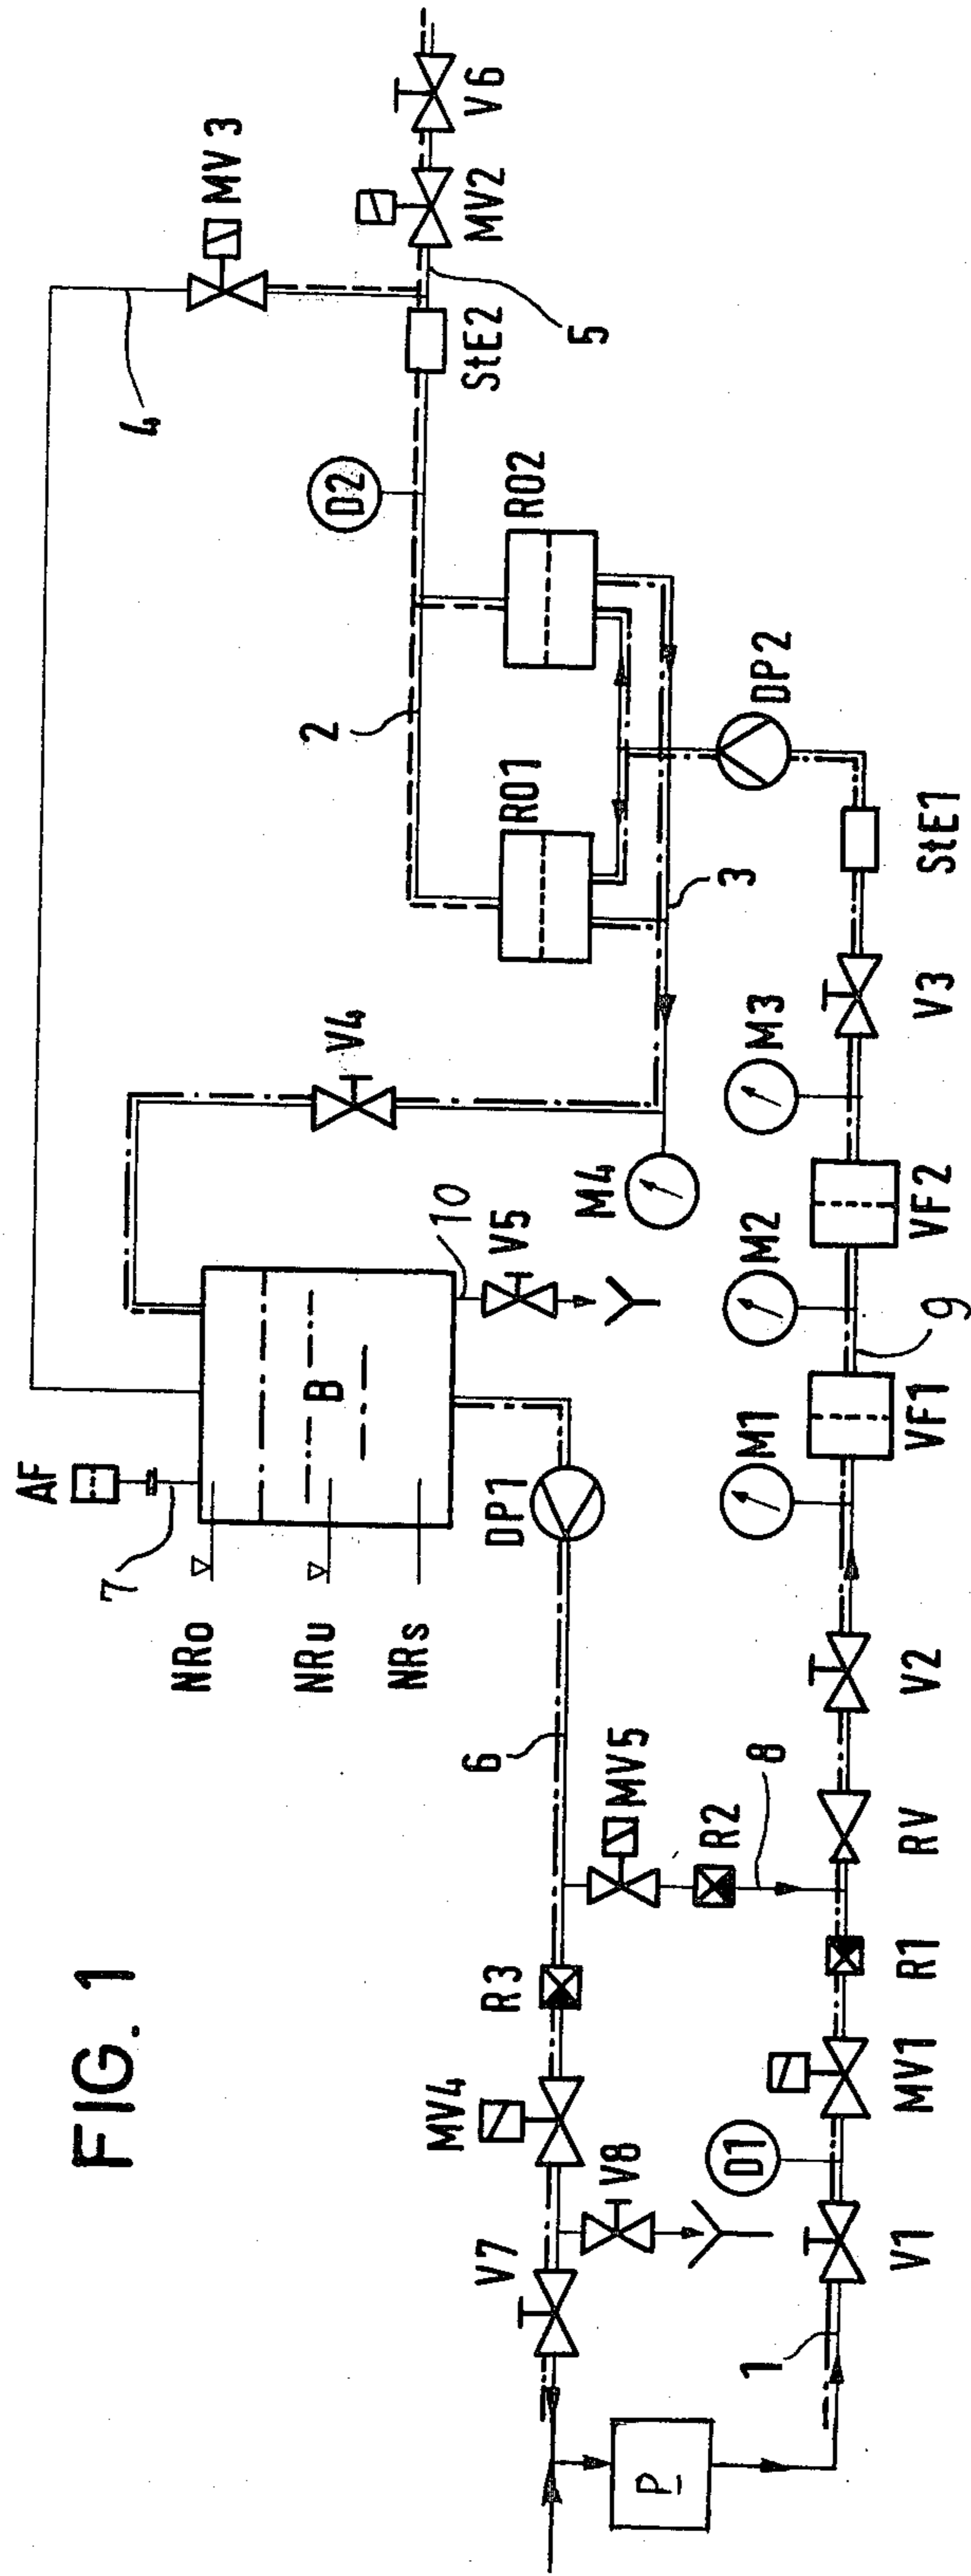 FIG. 1
MV3
4
V6
MV2
5
StE2
D2
2
RO1
RO2
DP2
StE1
3
V3
V4
M4
M3
VF2
M2
9
VF1
M1
AF
7
NRo
NRu
NRs
B
10
V5
DP1
6
MV5
R2
8
V2
RV
R1
R3
MV4
MV1
D1
V8
V7
V1
1
P